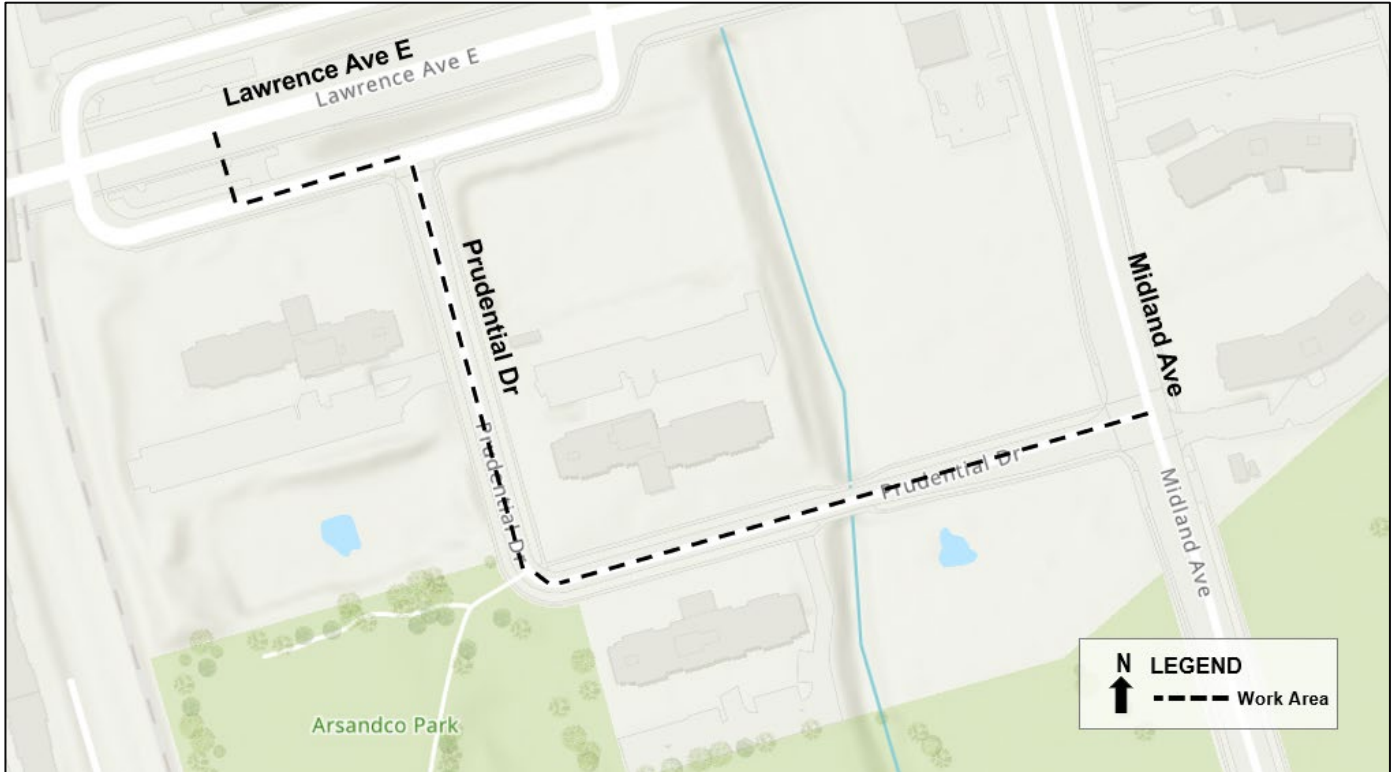 Lawrence Ave E
Lawrence Ave E
Prudential Dr
Midland Ave
Prudential Dr
Prudential Dr
Midland Ave
Arsandco Park
N LEGEND
Work Area